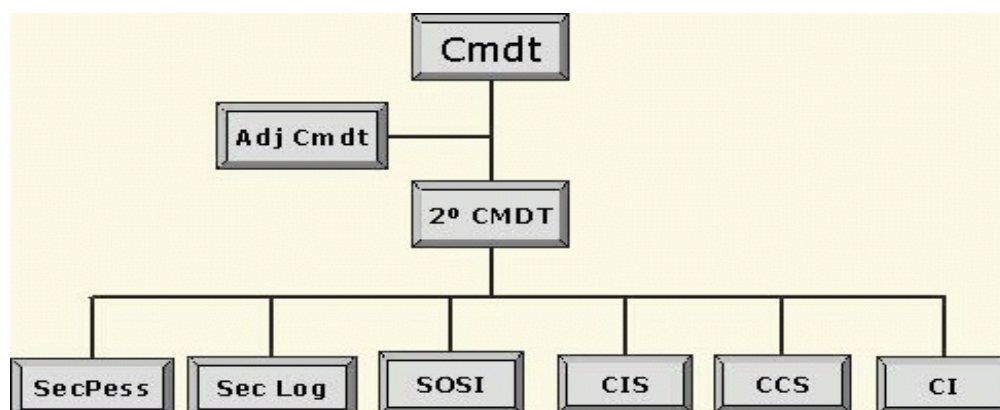 Cmdt
Adj Cmdt
2º CMDT
SecPess
Sec Log
SOSI
CIS
CCS
CI